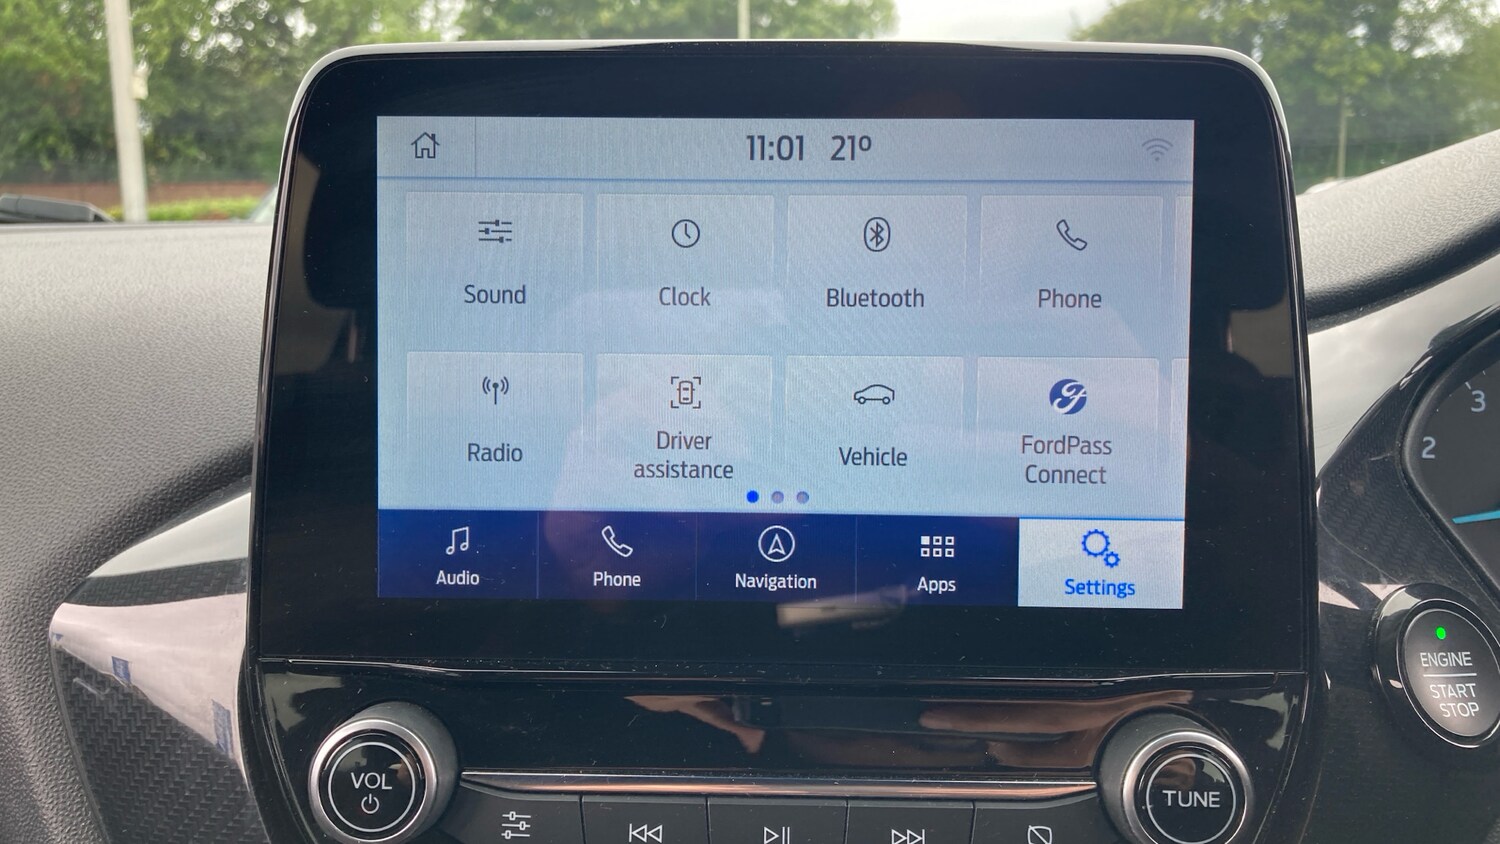 11:01 21º
Sound
Clock
Bluetooth
Phone
Radio
Driver
assistance
Vehicle
FordPass
Connect
Audio
Phone
Navigation
Apps
Settings
3
2
ENGINE
START
STOP
VOL
TUNE